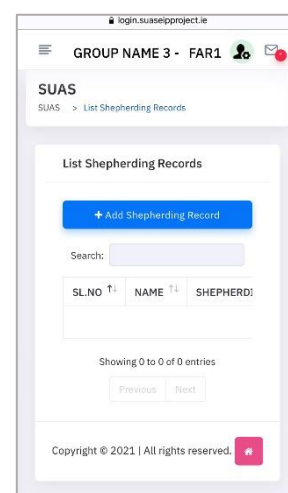 login.suaseipproject.ie
GROUP NAME 3 - FAR1
SUAS
SUAS > List Shepherding Records
List Shepherding Records
+ Add Shepherding Record
Search:
SL.NO ↑↓ NAME ↑↓ SHEPHERDI
Showing 0 to 0 of 0 entries
Previous Next
Copyright © 2021 | All rights reserved.